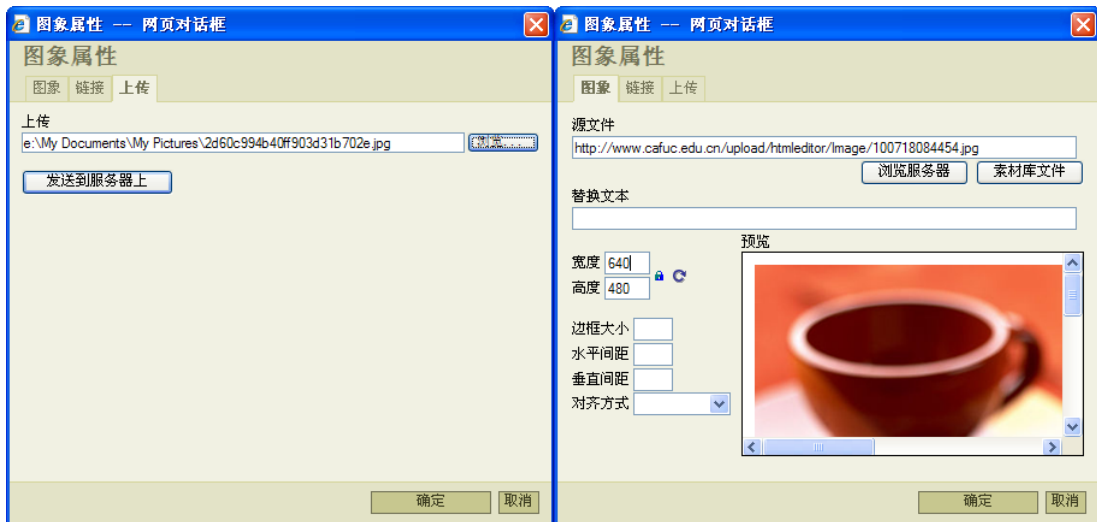 图象属性 -- 网页对话框
图象属性
图象 链接 上传
上传
e:\My Documents\My Pictures\2d60c994b40ff903d31b702e.jpg 浏览...
发送到服务器上
确定 取消
图象属性 -- 网页对话框
图象属性
图象 链接 上传
源文件
http://www.cafuc.edu.cn/upload/htmleditor/Image/100718084454.jpg
浏览服务器 素材库文件
替换文本
预览
宽度 640
高度 480
边框大小
水平间距
垂直间距
对齐方式
确定 取消